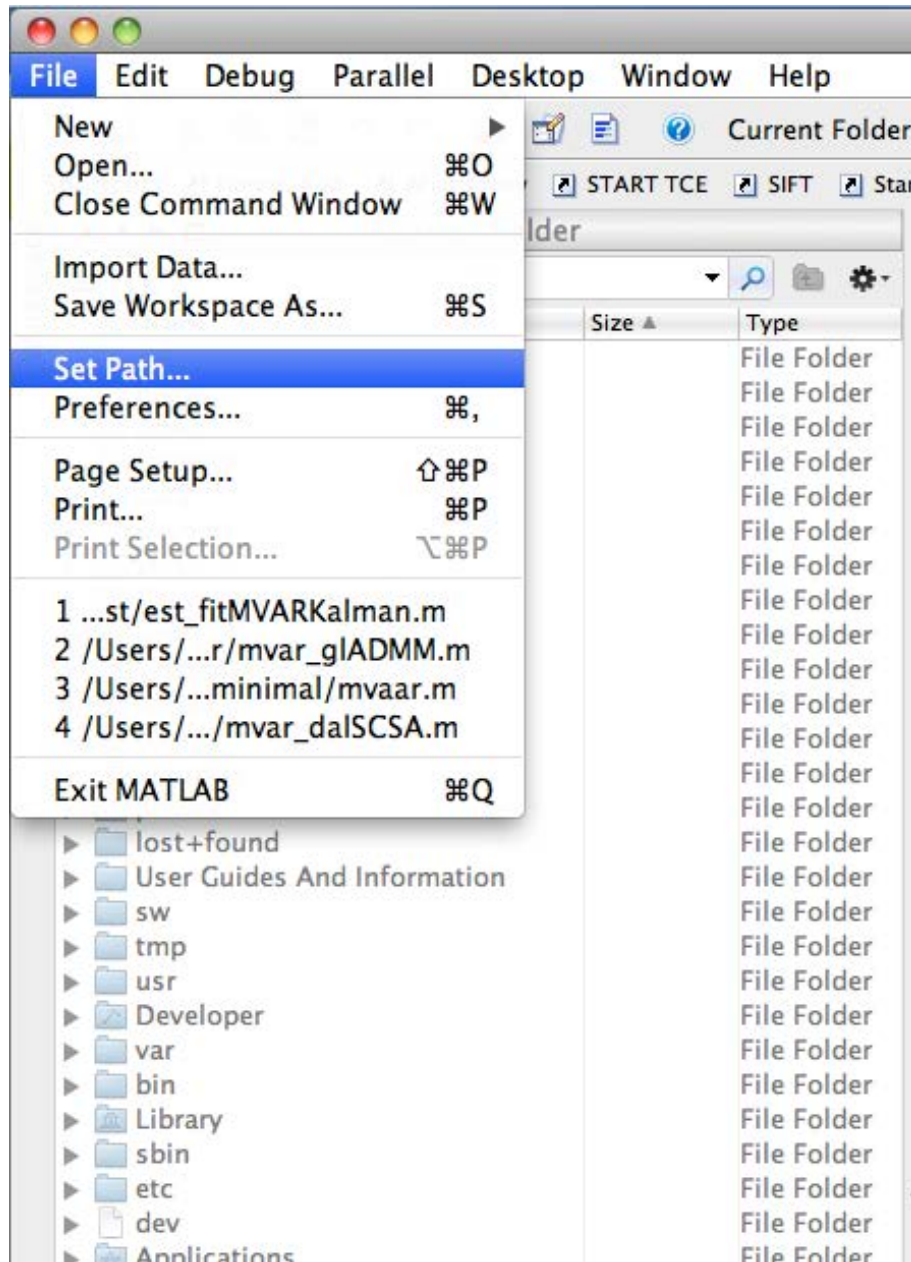 File Edit Debug Parallel Desktop Window Help
New
Current Folder
Open... ⌘O
START TCE SIFT
Close Command Window ⌘W
Import Data...
Save Workspace As... ⌘S
Size Type
Set Path...
File Folder
Preferences... ⌘,
File Folder
File Folder
Page Setup... ⇧⌘P
File Folder
Print... ⌘P
File Folder
Print Selection... ⌥⌘P
File Folder
File Folder
1 ...st/est_fitMVARKalman.m
File Folder
2 /Users/...r/mvar_glADMM.m
File Folder
3 /Users/...minimal/mvaar.m
File Folder
4 /Users/.../mvar_dalSCSA.m
File Folder
File Folder
Exit MATLAB ⌘Q
File Folder
File Folder
lost+found File Folder
User Guides And Information File Folder
sw File Folder
tmp File Folder
usr File Folder
Developer File Folder
var File Folder
bin File Folder
Library File Folder
sbin File Folder
etc File Folder
dev File Folder
Applications File Folder